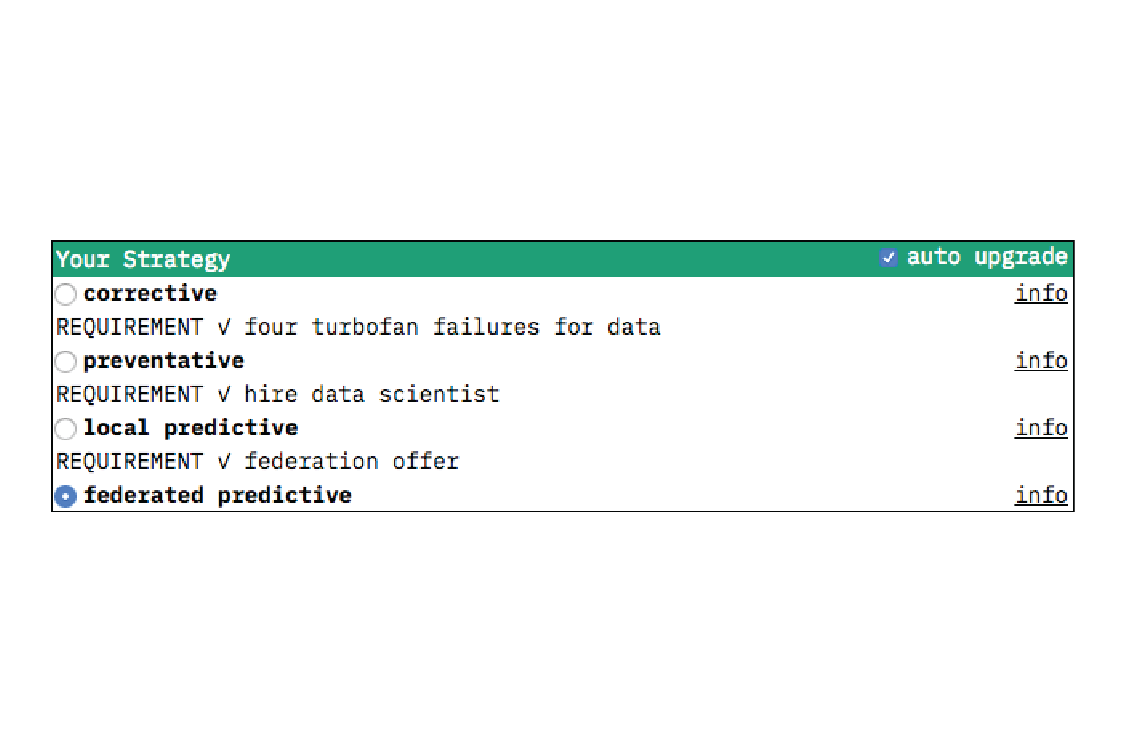 Your Strategy auto upgrade
corrective info
REQUIREMENT √ four turbofan failures for data
preventative info
REQUIREMENT √ hire data scientist
local predictive info
REQUIREMENT √ federation offer
federated predictive info